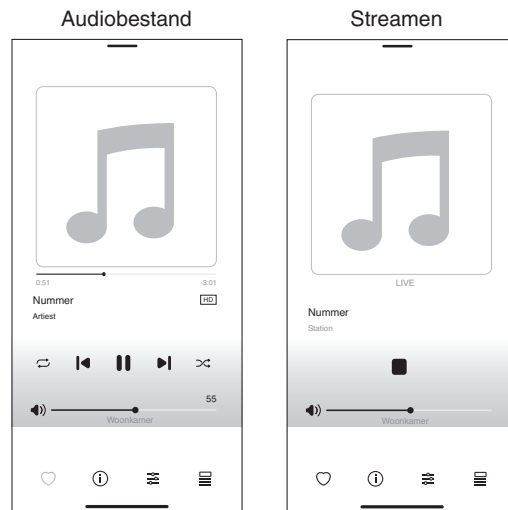 Audiobestand
0:51 -3:01
Nummer HD
Artiest
55
Woonkamer
Streamen
LIVE
Nummer
Station
Woonkamer